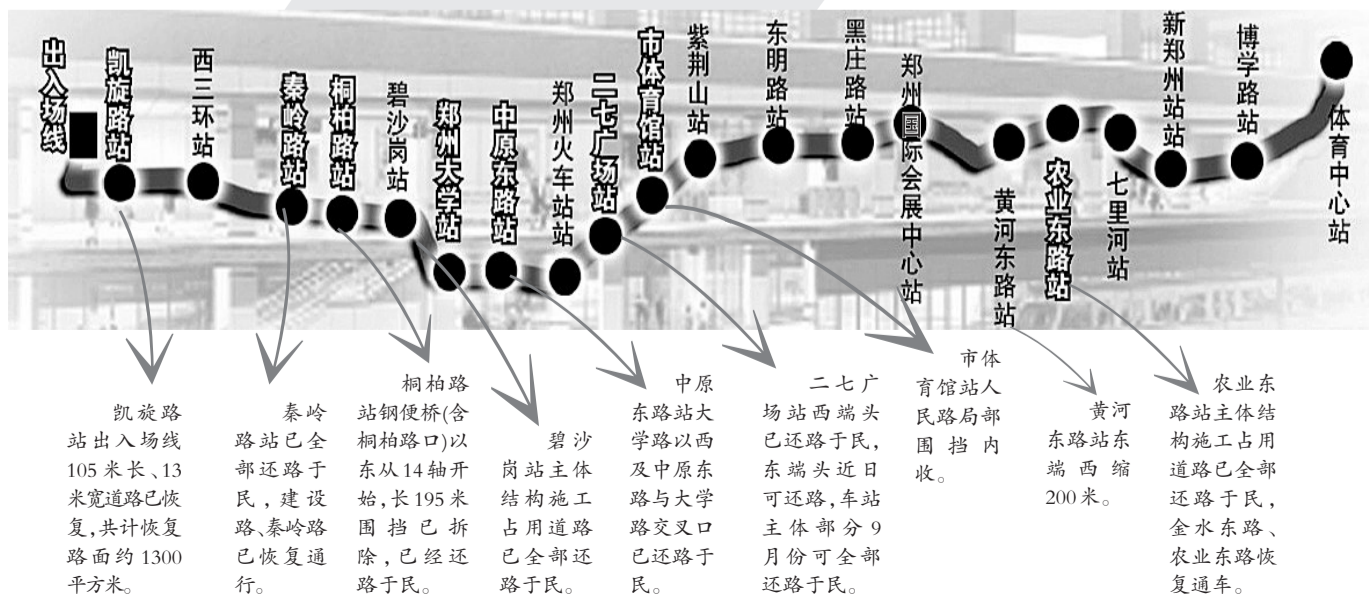 出入场线
凯旋路站
西三环站
秦岭路站
桐柏路站
碧沙岗站
郑州大学站
中原东路站
郑州火车站站
二七广场站
市体育馆站
紫荆山站
东明路站
黑庄路站
郑州国际会展中心站
黄河东路站
农业东路站
七里河站
新郑州站站
博学路站
体育中心站
凯旋路
站出入场线
105米长、13
米宽道路已恢
复,共计恢复
路面约1300
平方米。
秦岭
路站已全
部还路于
民,建设
路、秦岭路
已恢复通
行。
桐柏路
站钢便桥(含
桐柏路口)以
东从14轴开
始,长195米
围挡已拆
除,已经还
路于民。
碧沙
岗站主体
结构施工
占用道路
已全部还
路于民。
中原
东路站大
学路以西
及中原东
路与大学
路交叉口
已还路于
民。
二七广
场站西端头
已还路于民,
东端头近日
可还路,车站
主体部分9
月份可全部
还路于民。
市体
育馆站人
民路局部
围挡内
收。
黄河
东路站东
端西缩
200米。
农业东
路站主体结
构施工占用
道路已全部
还路于民,
金水东路、
农业东路恢
复通车。